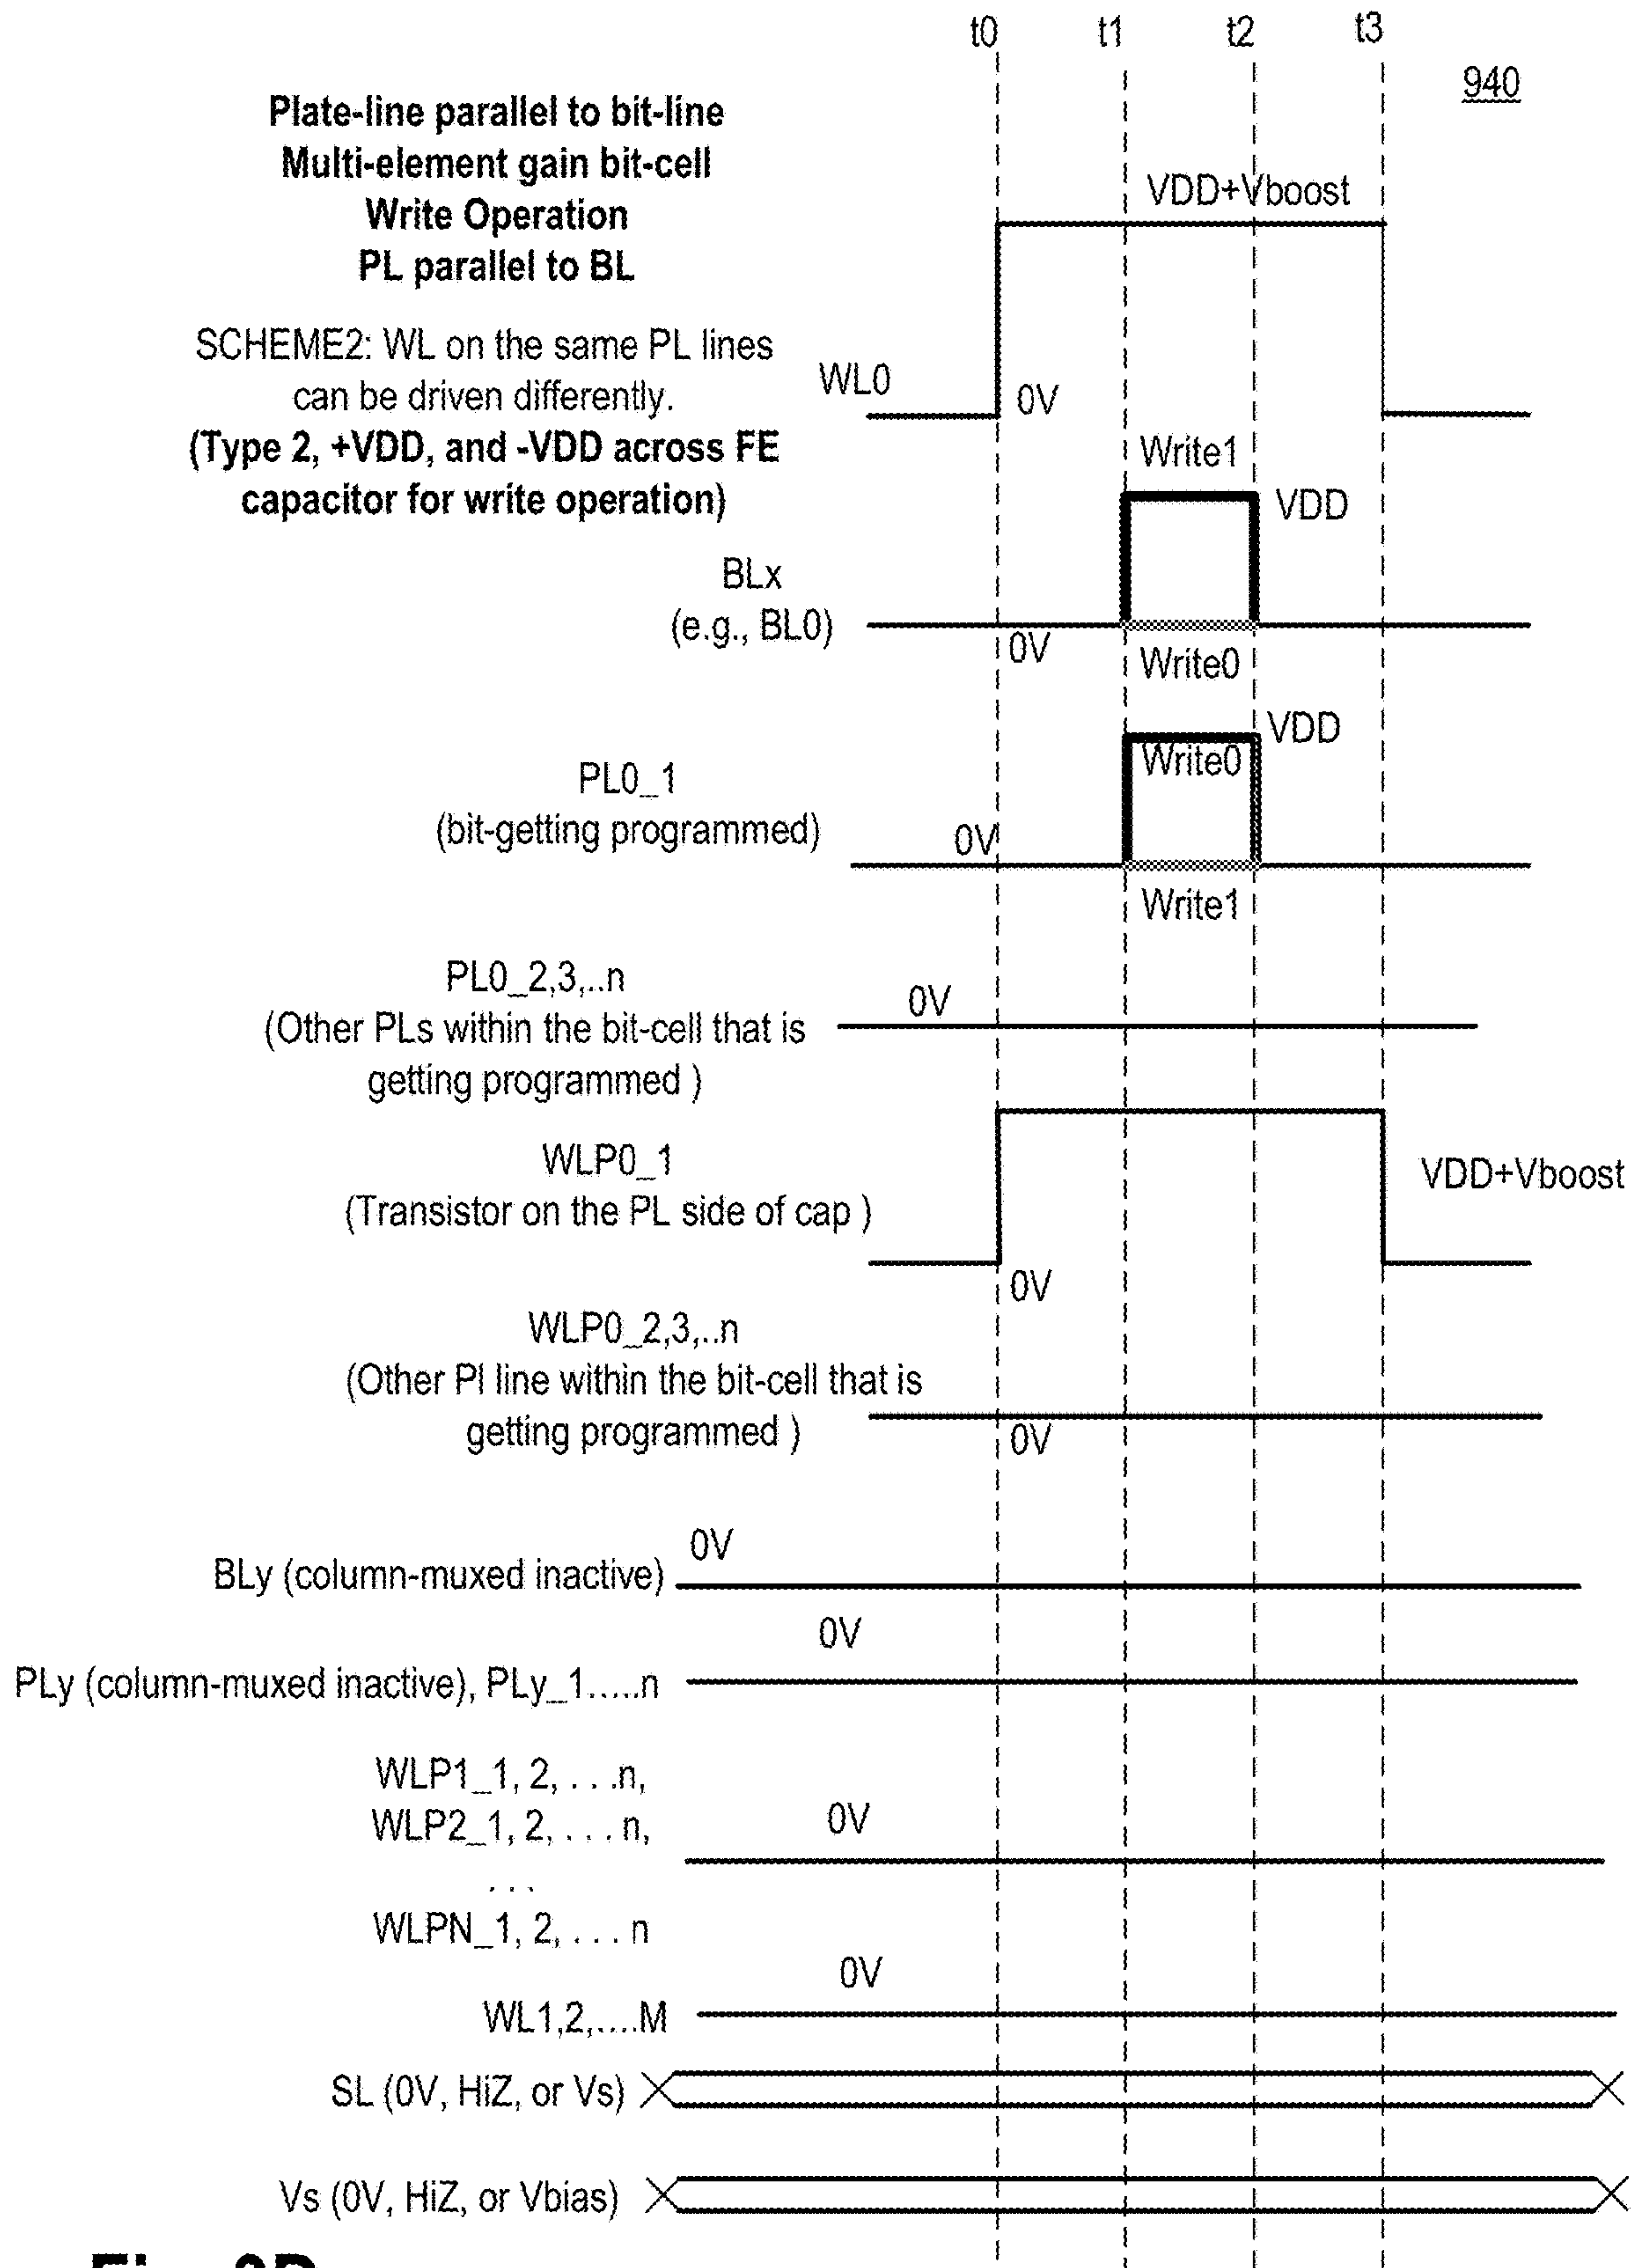 t0 t1 t2 t3
940
Plate-line parallel to bit-line
Multi-element gain bit-cell
Write Operation
PL parallel to BL
VDD+Vboost
SCHEME2: WL on the same PL lines
can be driven differently.
(Type 2, +VDD, and -VDD across FE
capacitor for write operation)
WL0
0V
Write1
VDD
BLx
(e.g., BL0)
0V
Write0
VDD
Write0
PL0_1
(bit-getting programmed)
0V
Write1
PL0_2,3,..n
(Other PLs within the bit-cell that is
getting programmed )
0V
WLP0_1
(Transistor on the PL side of cap )
VDD+Vboost
0V
WLP0_2,3,..n
(Other Pl line within the bit-cell that is
getting programmed )
0V
0V
BLy (column-muxed inactive)
0V
PLy (column-muxed inactive), PLy_1.....n
WLP1_1, 2, . . .n,
WLP2_1, 2, . . . n,
0V
. . .
WLPN_1, 2, . . . n
0V
WL1,2,....M
SL (0V, HiZ, or Vs)
Vs (0V, HiZ, or Vbias)